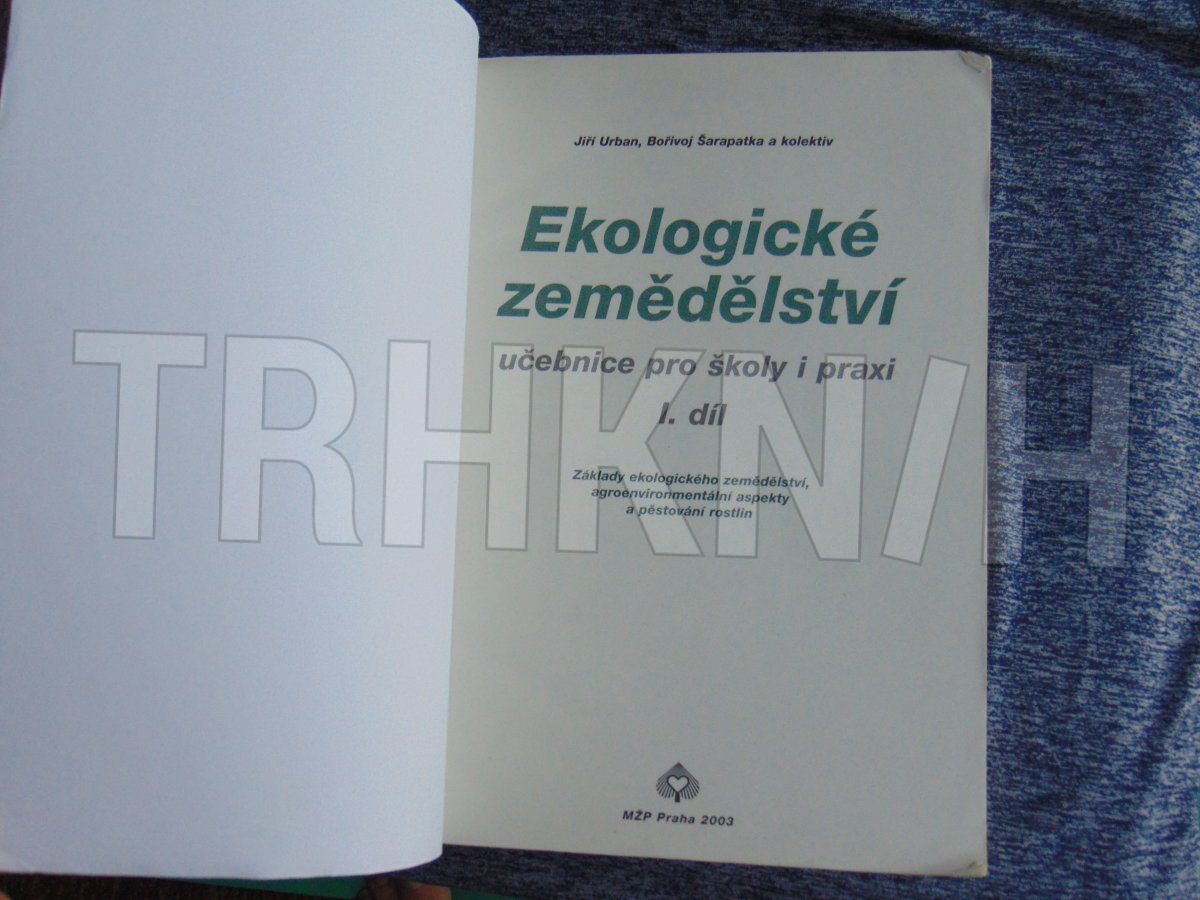 Jiří Urban, Bořivoj Šarapatka a kolektiv
Ekologické
zemědělství
učebnice pro školy i praxi
I. díl
TRHKNIH
Základy ekologického zemědělství,
agroenvironmentální aspekty
a pěstování rostlin
MŽP Praha 2003